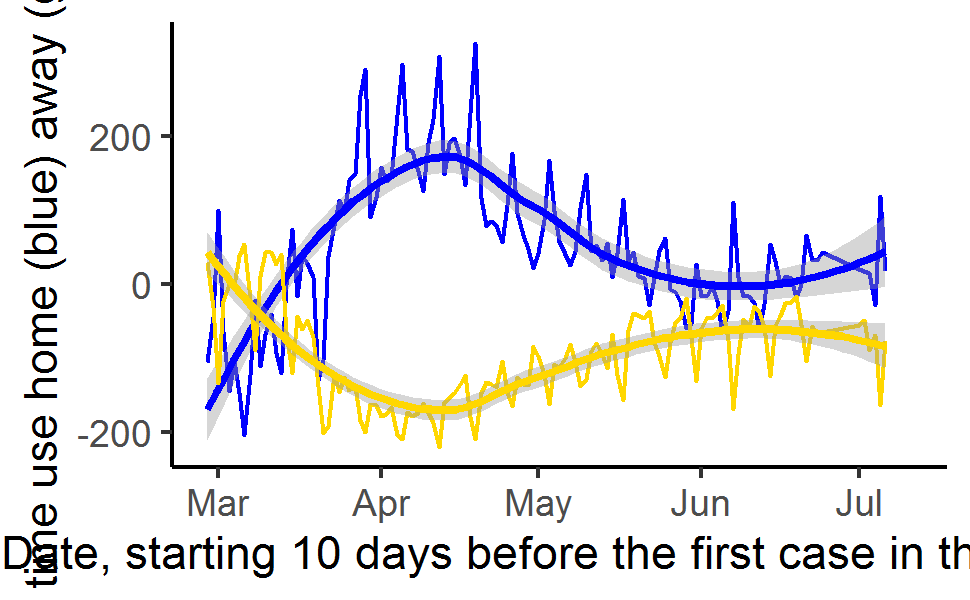 time use home (blue) away (
200
0
-200
Mar Apr May Jun Jul
Date, starting 10 days before the first case in th